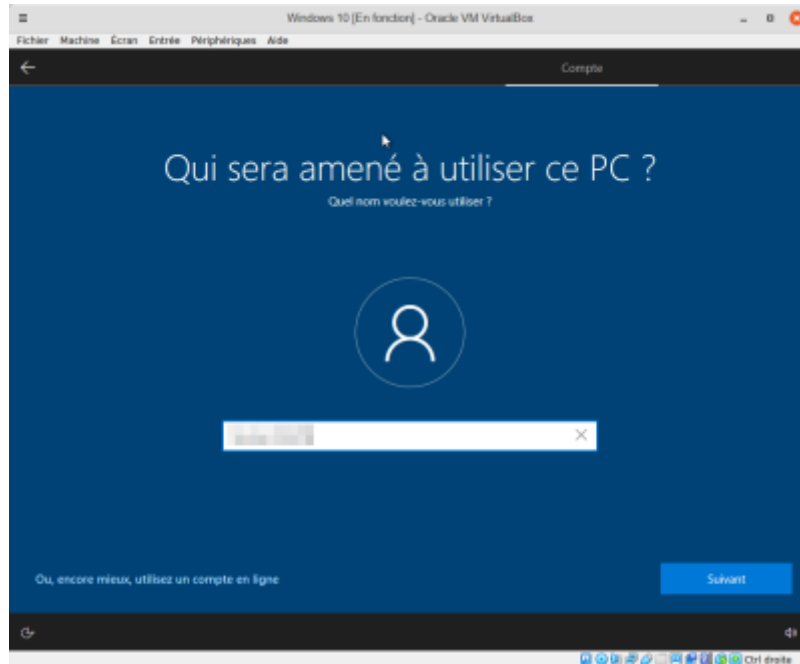 Windows 10 [En fonction] - Oracle VM VirtualBox
Fichier Machine Écran Entrée Périphériques Aide
Compte
Qui sera amené à utiliser ce PC ?
Quel nom voulez-vous utiliser ?
Ou, encore mieux, utilisez un compte en ligne
Suivant
Ctrl droite